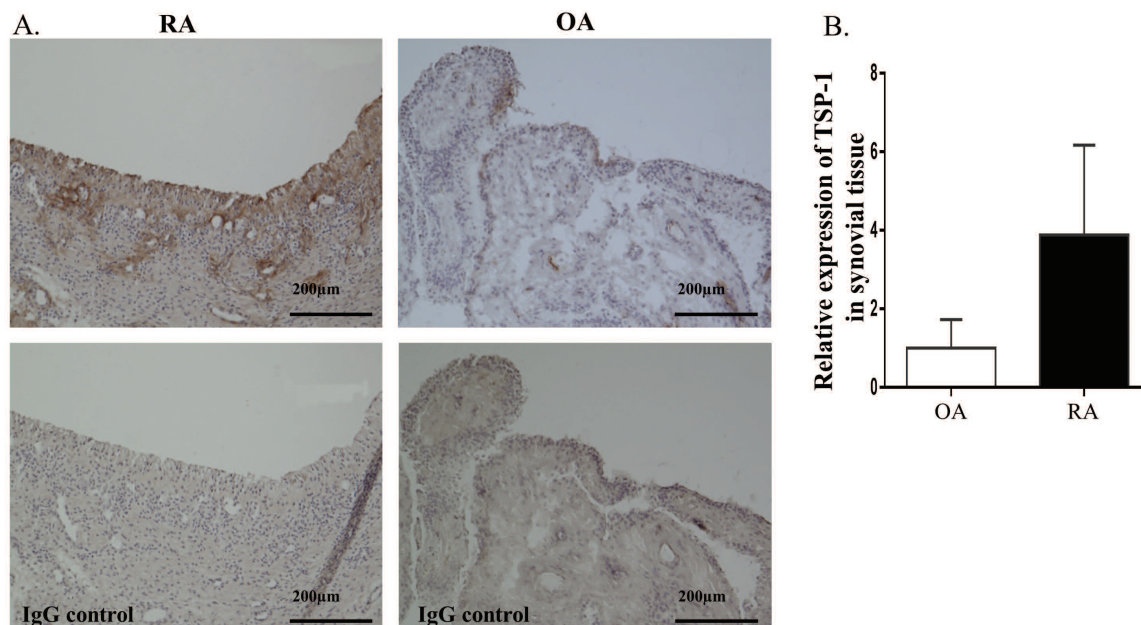 A.
RA
OA
200µm
200µm
200µm
IgG control
200µm
IgG control
B.
Relative expression of TSP-1
in synovial tissue
8
6
4
2
0
OA
RA